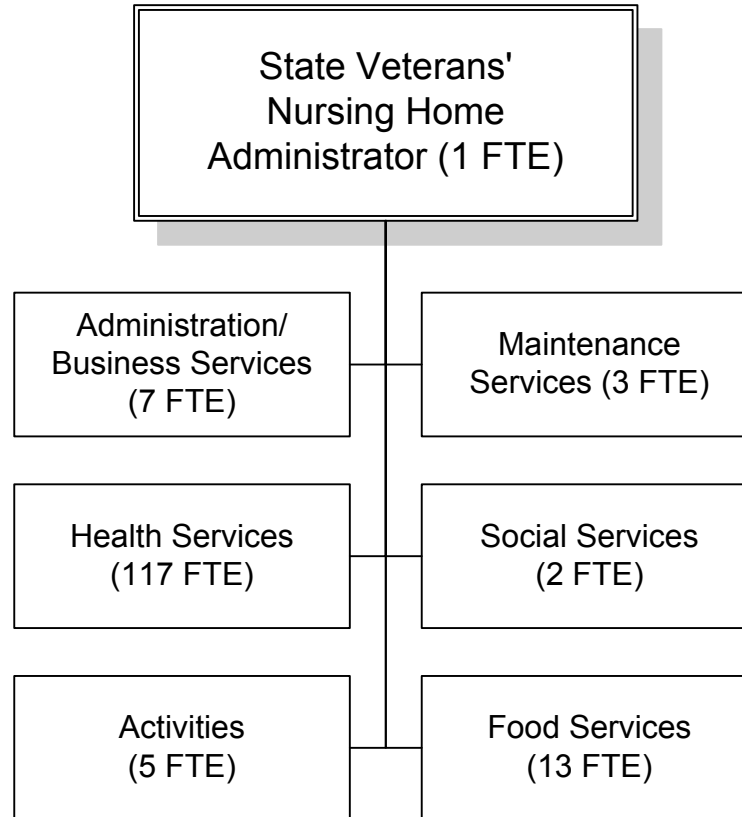 State Veterans'
Nursing Home
Administrator (1 FTE)
Administration/
Business Services
(7 FTE)
Maintenance
Services (3 FTE)
Health Services
(117 FTE)
Social Services
(2 FTE)
Activities
(5 FTE)
Food Services
(13 FTE)